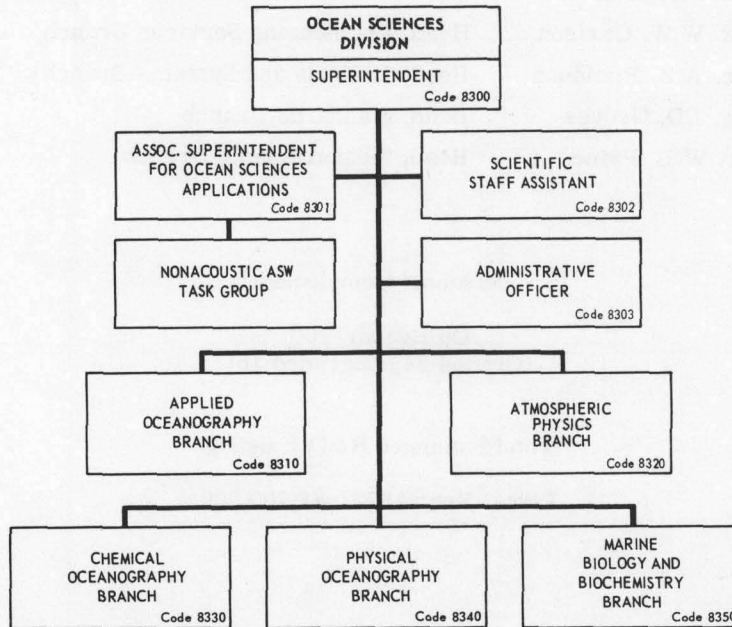 OCEAN SCIENCES
DIVISION
SUPERINTENDENT
Code 8300
ASSOC. SUPERINTENDENT
FOR OCEAN SCIENCES
APPLICATIONS
Code 8301
SCIENTIFIC
STAFF ASSISTANT
Code 8302
NONACOUSTIC ASW
TASK GROUP
ADMINISTRATIVE
OFFICER
Code 8303
APPLIED
OCEANOGRAPHY
BRANCH
Code 8310
ATMOSPHERIC
PHYSICS
BRANCH
Code 8320
CHEMICAL
OCEANOGRAPHY
BRANCH
Code 8330
PHYSICAL
OCEANOGRAPHY
BRANCH
Code 8340
MARINE
BIOLOGY AND
BIOCHEMISTRY
BRANCH
Code 8350